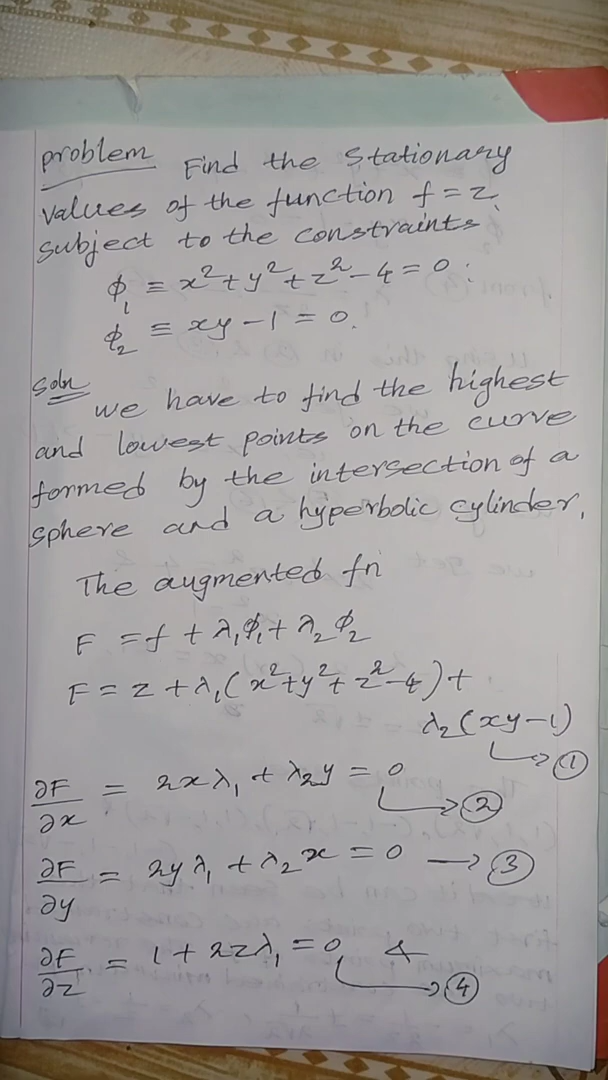 problem Find the stationary
values of the function f = z,
subject to the constraints
ϕ₁ ≡ x² + y² + z² - 4 = 0 ;
ϕ₂ ≡ xy - 1 = 0.
Soln
we have to find the highest
and lowest points on the curve
formed by the intersection of a
sphere and a hyperbolic cylinder,
The augmented fn
F = f + λ₁ϕ₁ + λ₂ϕ₂
F = z + λ₁(x² + y² + z² - 4) +
λ₂(xy - 1)
→ ①
∂F/∂x = 2xλ₁ + λ₂y = 0
→ ②
∂F/∂y = 2yλ₁ + λ₂x = 0 → ③
∂F/∂z = 1 + 2zλ₁ = 0,
→ ④